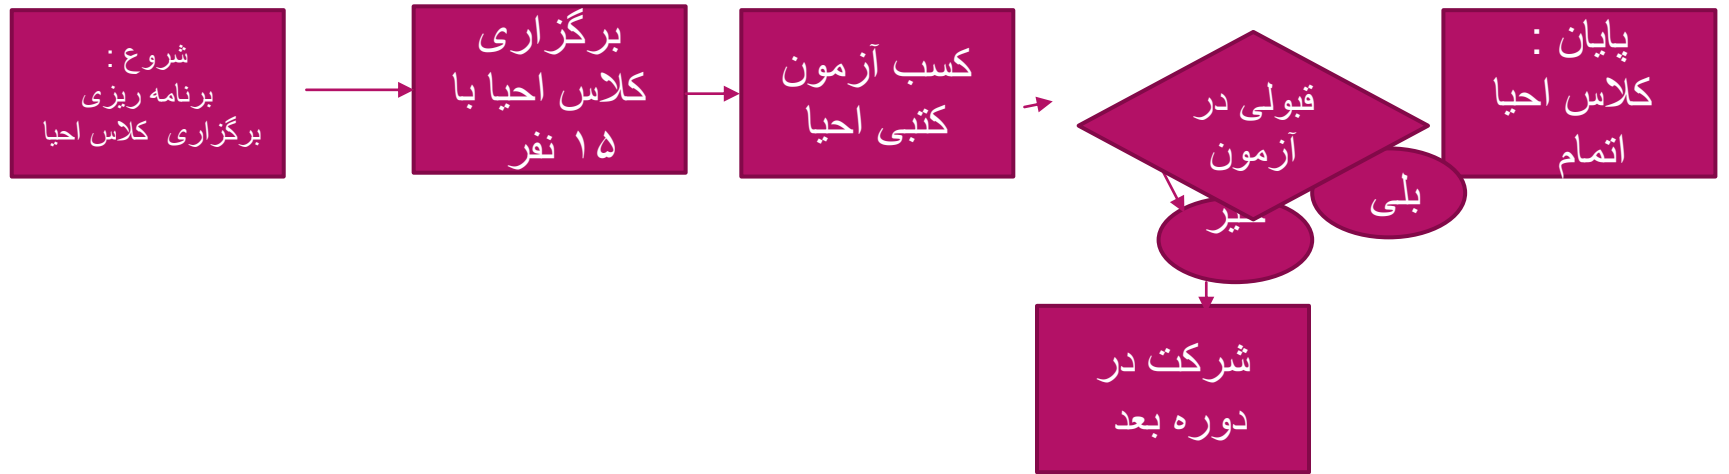 شروع :
برنامه ریزی
برگزاری کلاس احیا
برگزاری
کلاس احیا با
۱۵ نفر
کسب آزمون
کتبی احیا
قبولی در
آزمون
بلی
پایان :
کلاس احیا
اتمام
شرکت در
دوره بعد